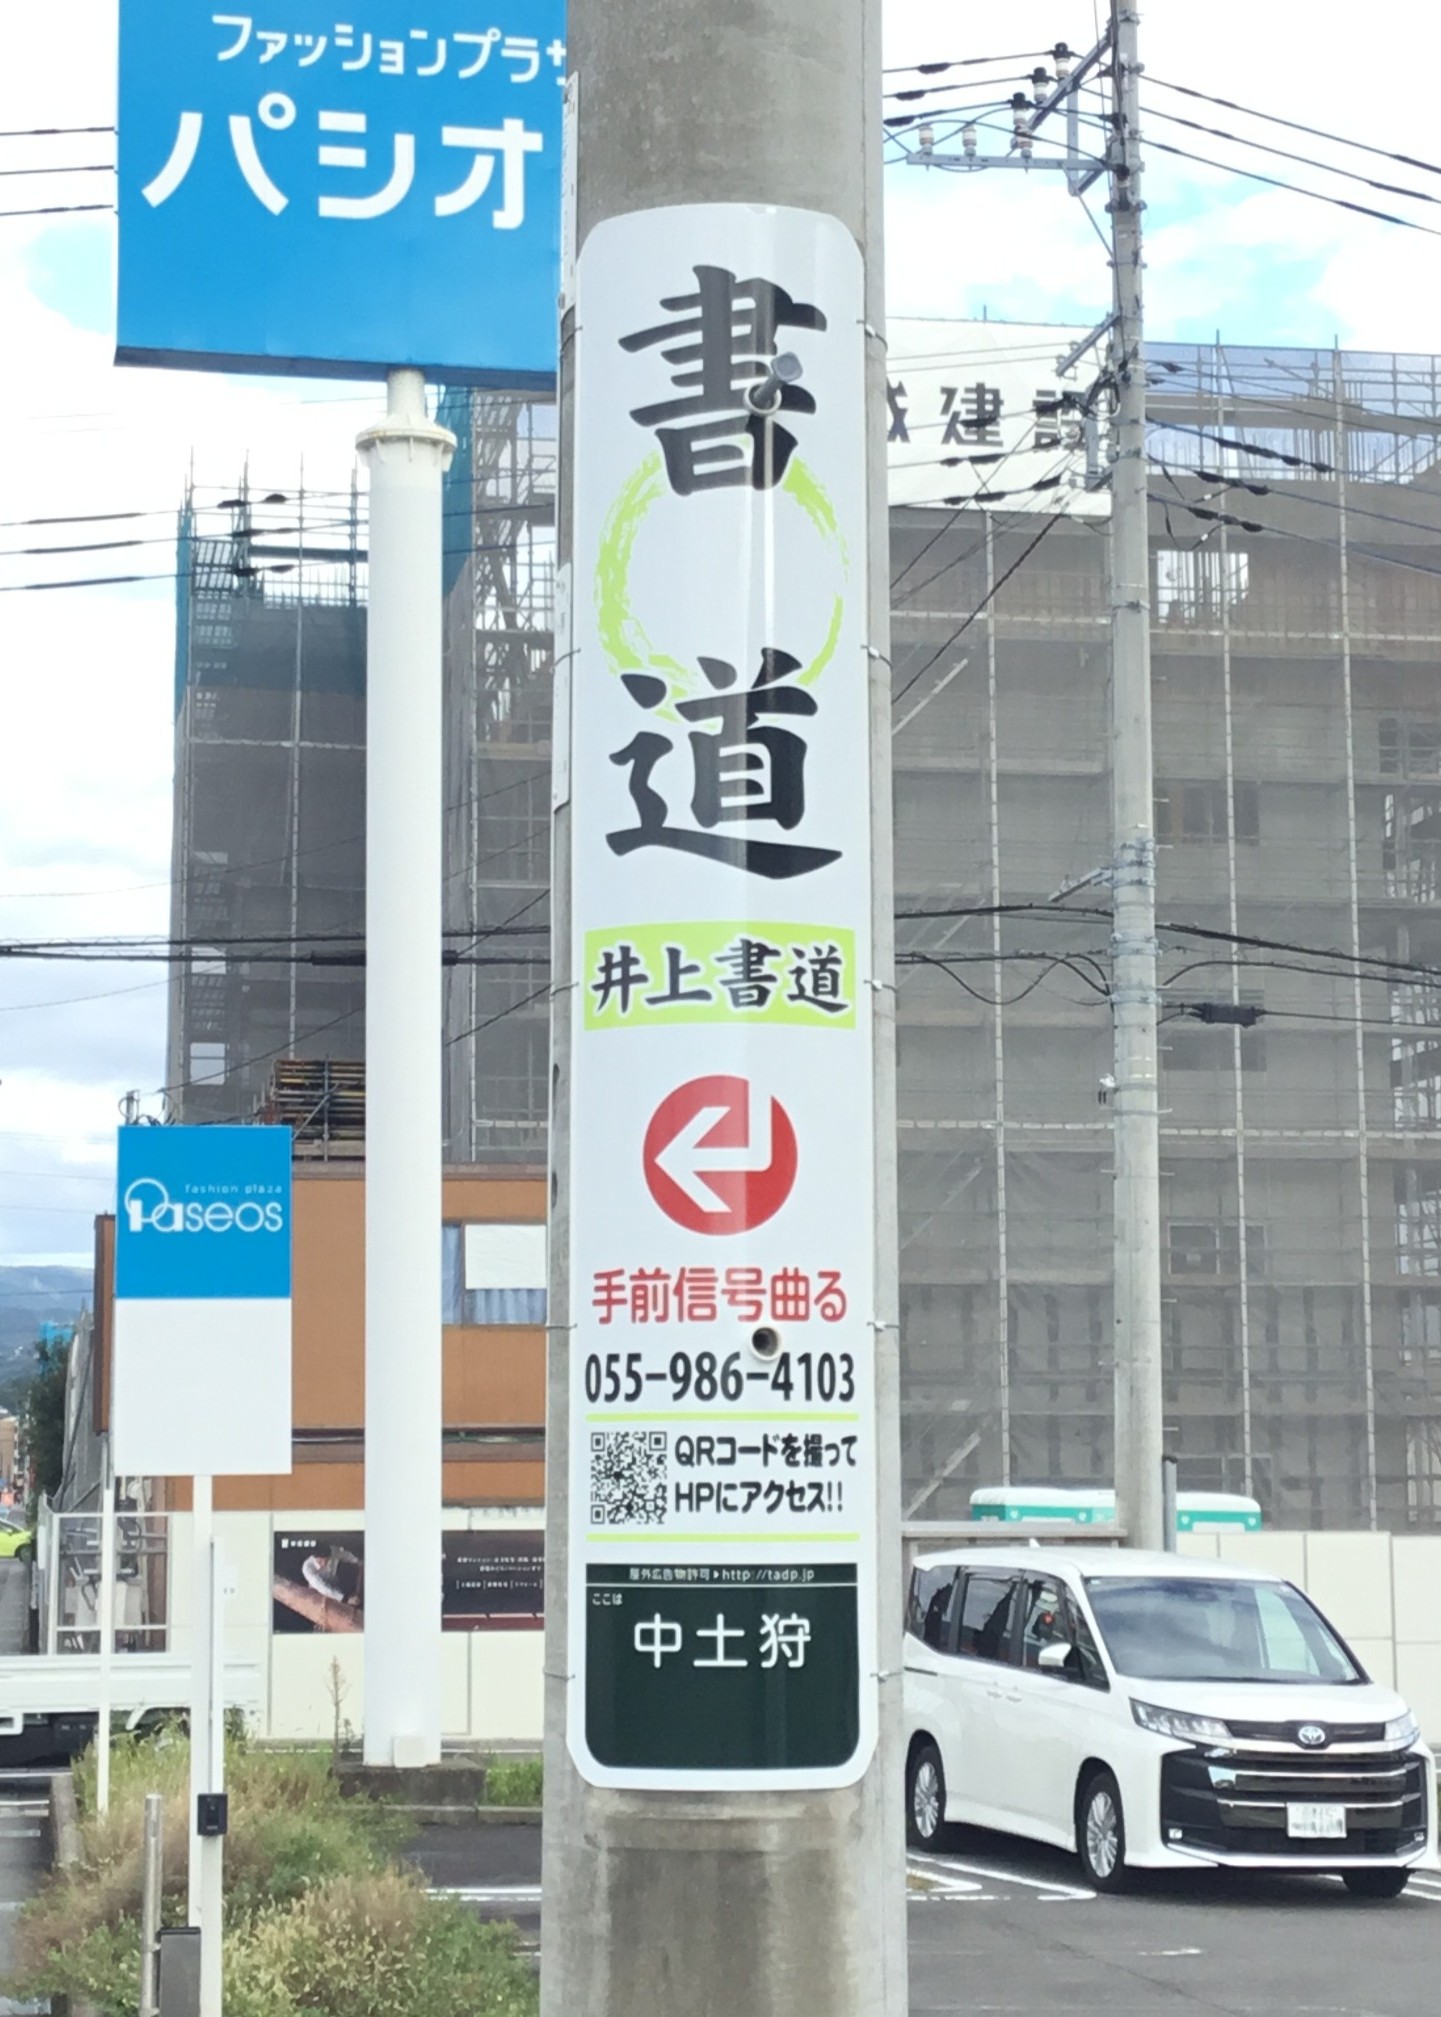 ファッションプラ
パシオ
書道
井上書道
手前信号曲る
055-986-4103
QRコードを撮って
HPにアクセス!!
屋外広告物許可▶http://tadp.jp
ここは
中土狩
建設
fashion plaza
Paseos